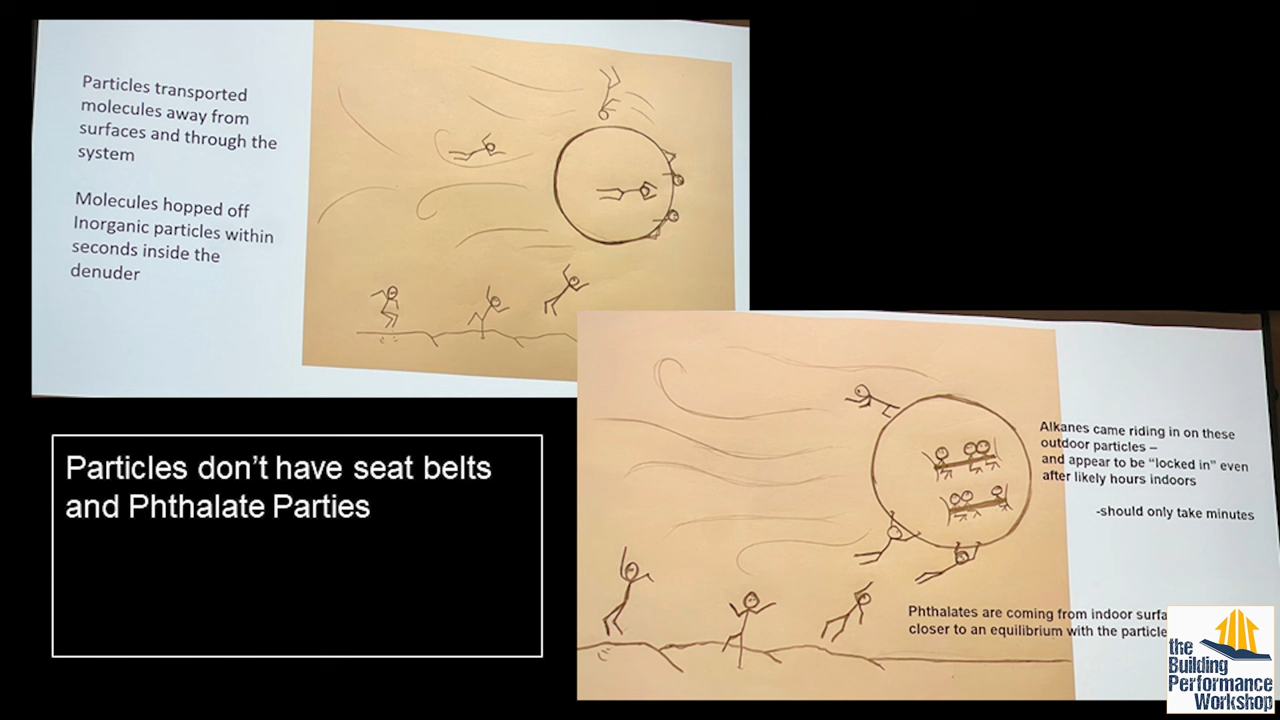 Particles transported
molecules away from
surfaces and through the
system
Molecules hopped off
Inorganic particles within
seconds inside the
denuder
Particles don't have seat belts
and Phthalate Parties
Alkanes came riding in on these
outdoor particles –
and appear to be "locked in" even
after likely hours indoors
-should only take minutes
Phthalates are coming from indoor
closer to an equilibrium with the
the
Building
Performance
Workshop